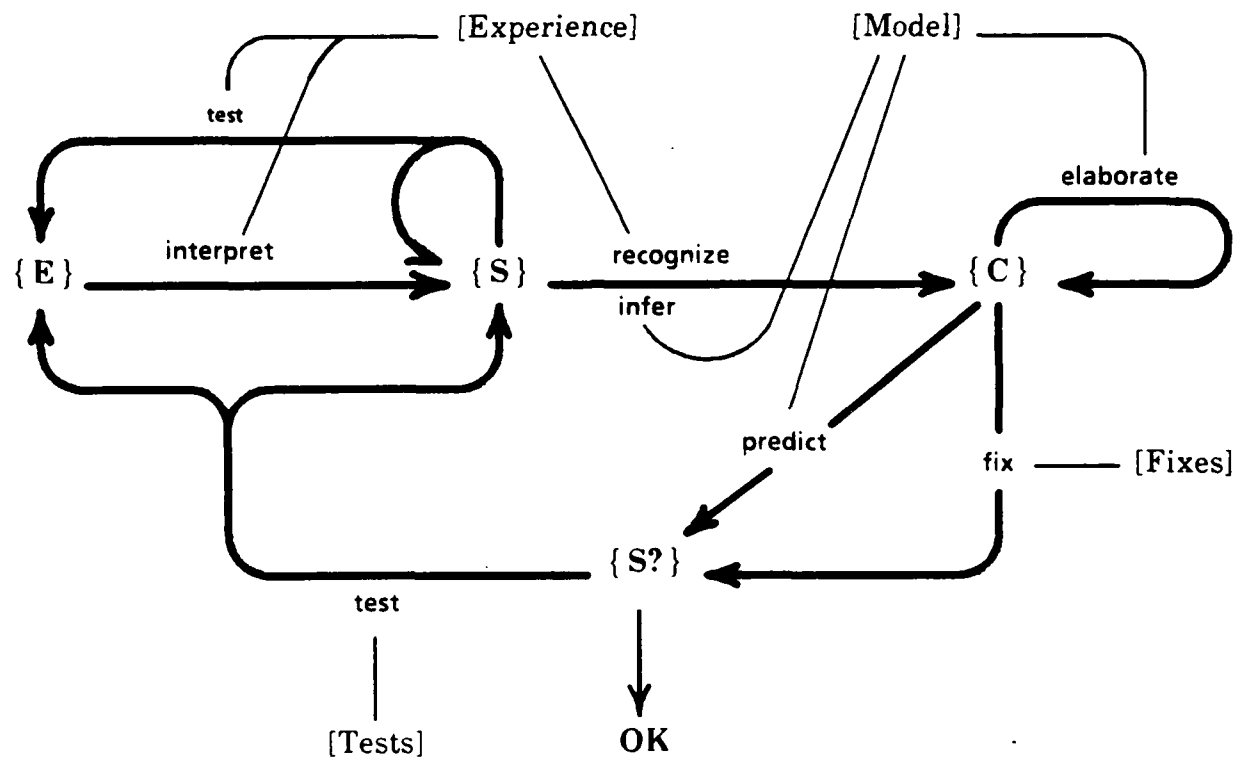 [Experience]
[Model]
test
elaborate
interpret
recognize
{ E }
{ S }
{ C }
infer
predict
fix
[Fixes]
{ S? }
test
[Tests]
OK